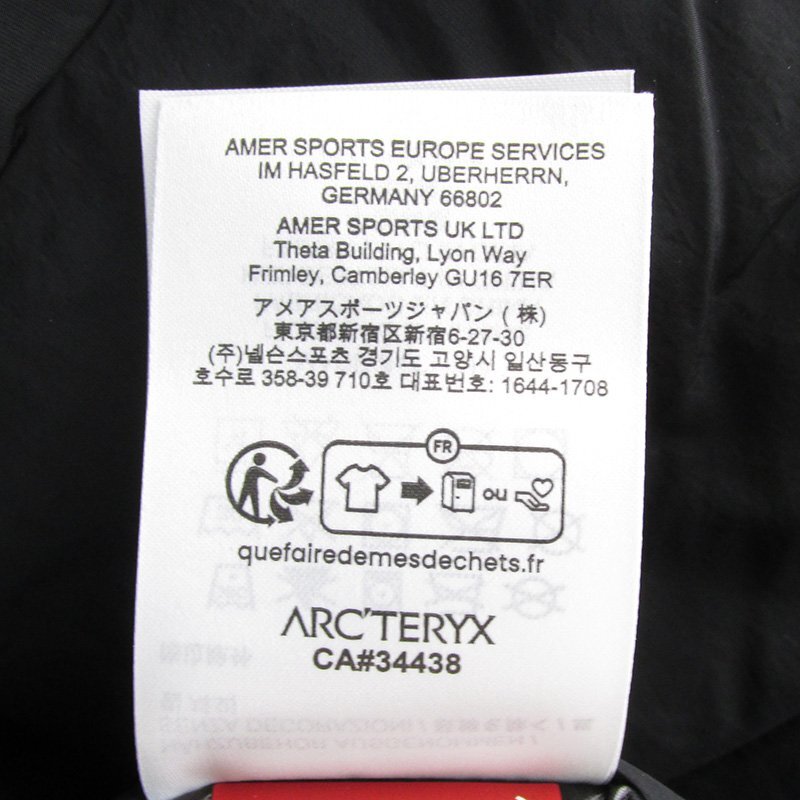 AMER SPORTS EUROPE SERVICES
IM HASFELD 2, UBERHERRN,
GERMANY 66802
AMER SPORTS UK LTD
Theta Building, Lyon Way
Frimley, Camberley GU16 7ER
アメアスポーツジャパン(株)
東京都新宿区新宿6-27-30
(주)넬슨스포츠 경기도 고양시 일산동구
호수로 358-39 710호 대표번호: 1644-1708
FR
ou
quefairedemesdechets.fr
ARC'TERYX
CA#34438